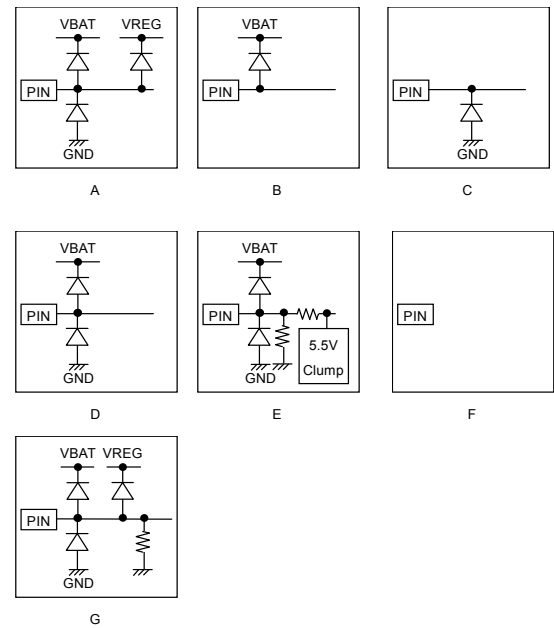 VBAT VREG
PIN
GND
A
VBAT
PIN
B
PIN
GND
C
VBAT
PIN
GND
D
VBAT
PIN
GND
5.5V
Clump
E
PIN
F
VBAT VREG
PIN
GND
G